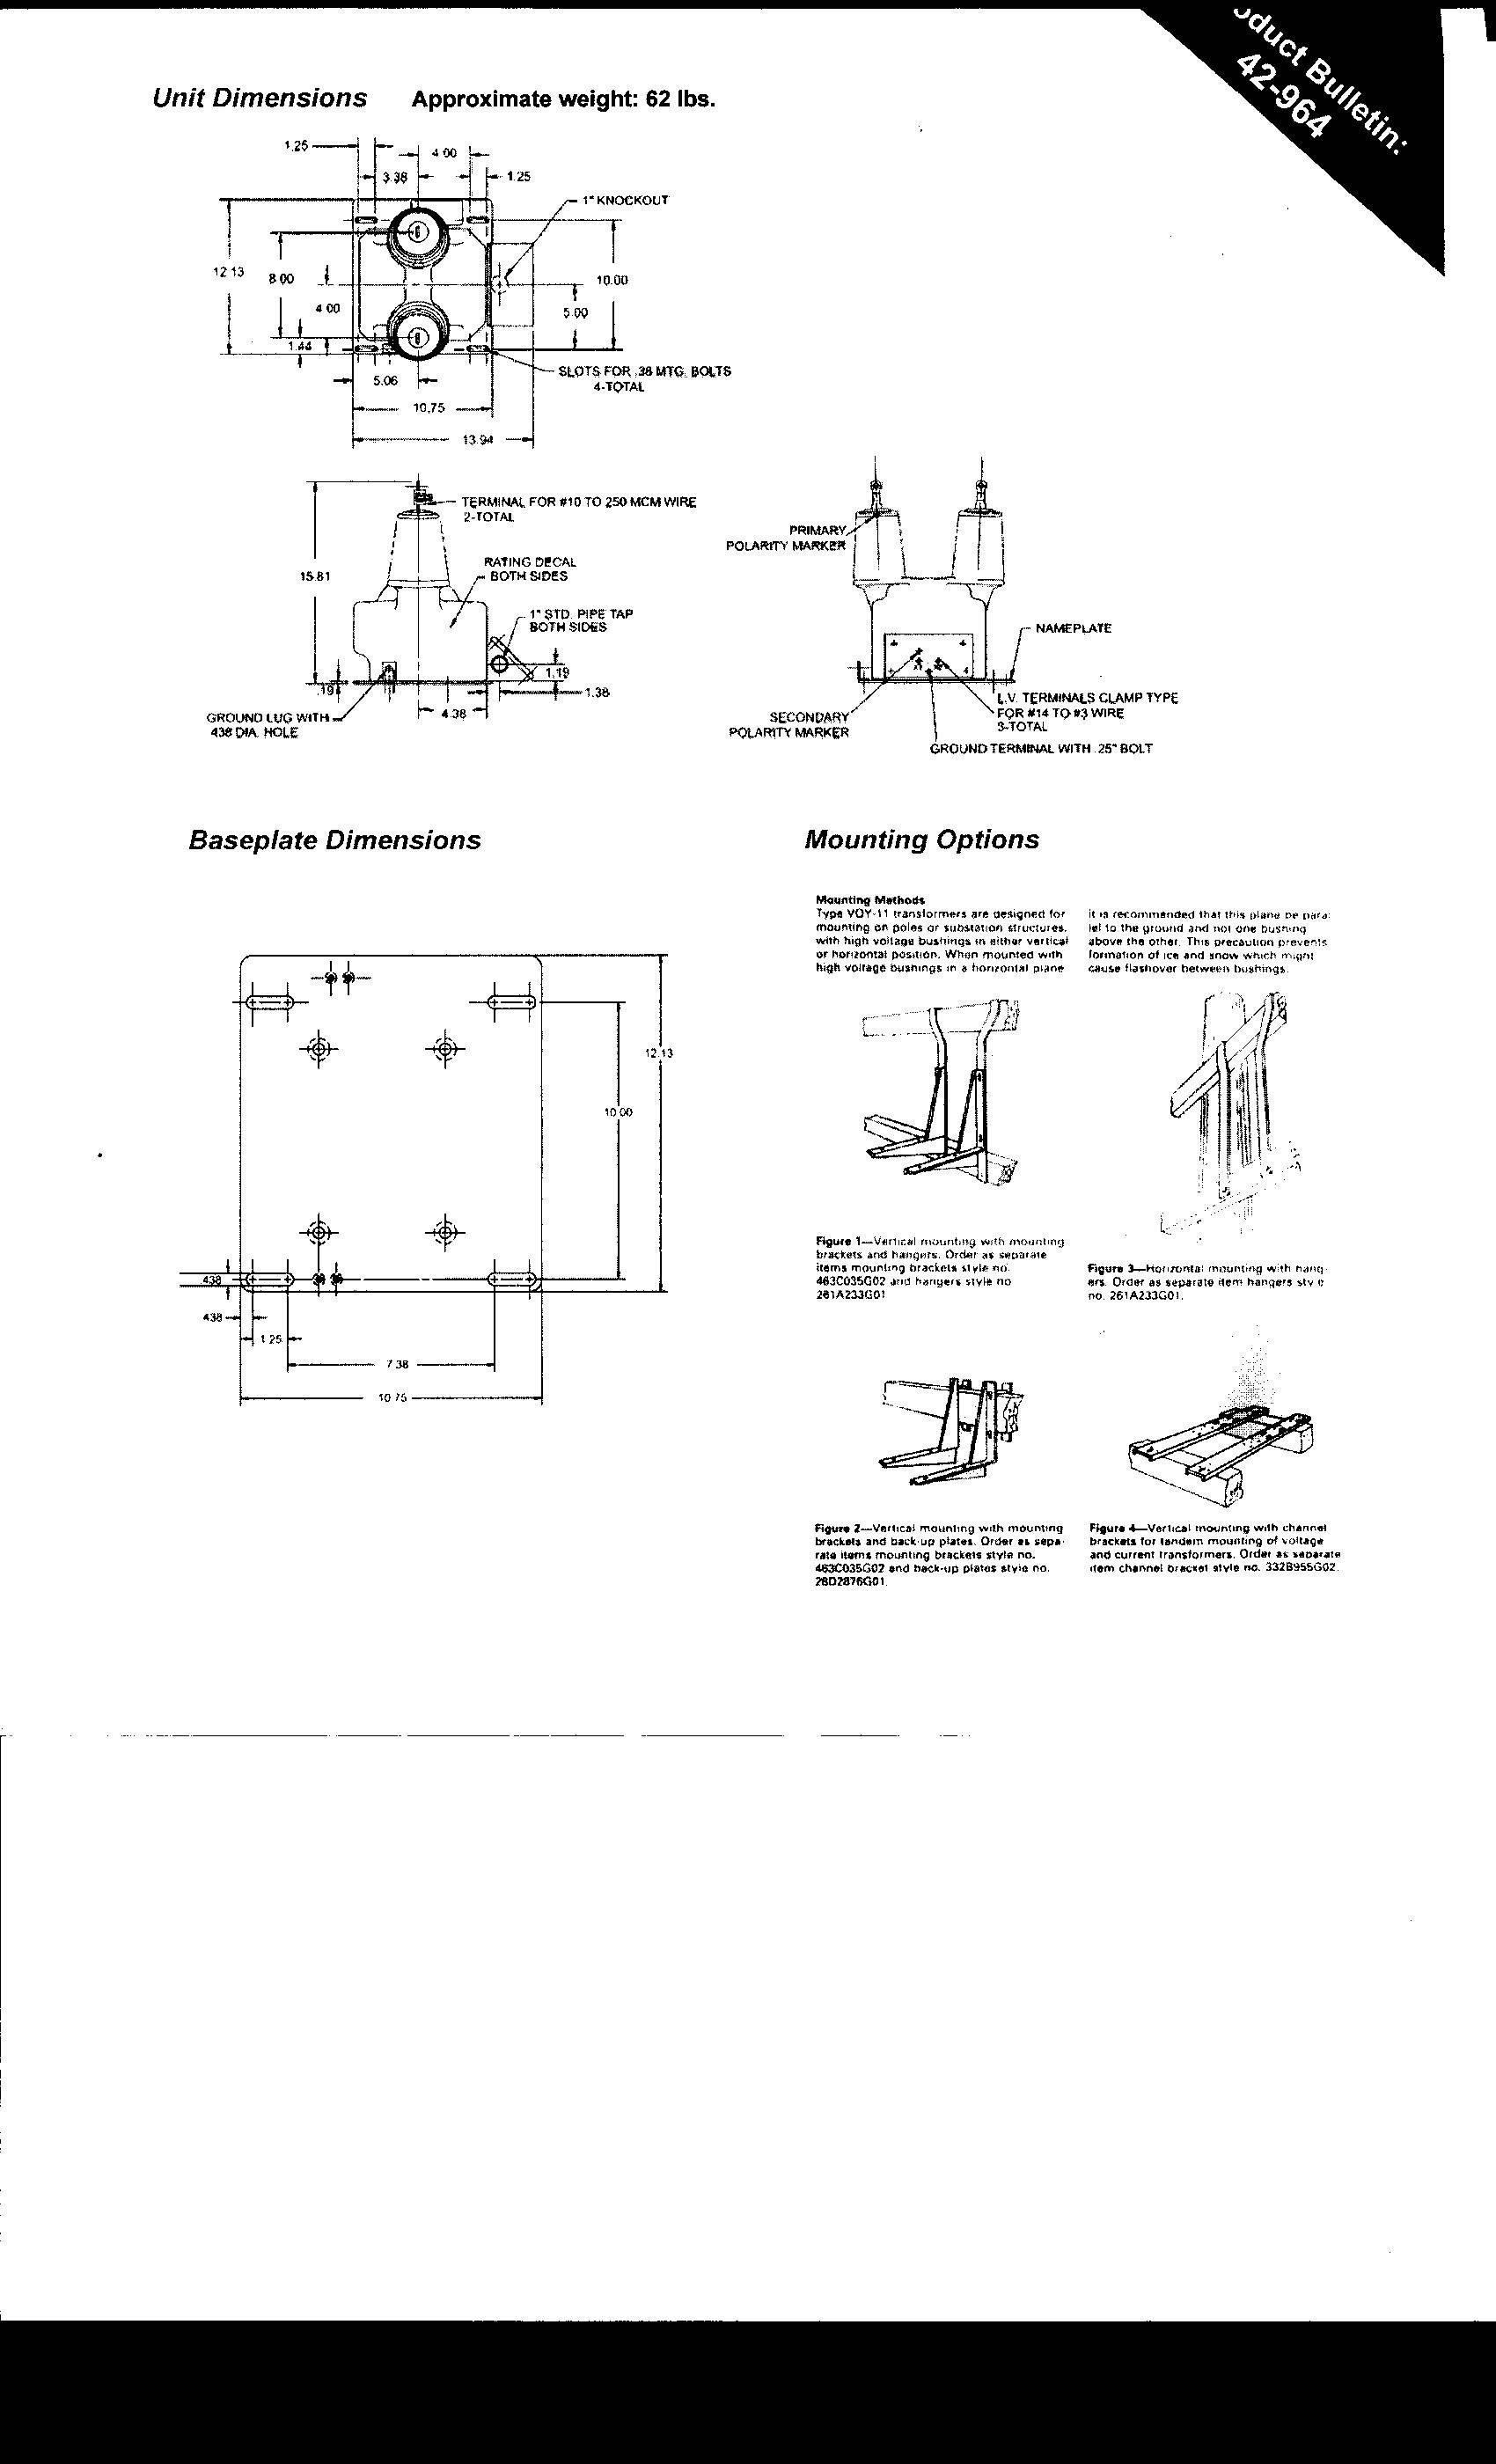 duct Bulletin:
42-964
Unit Dimensions Approximate weight: 62 lbs.
1.25
4.00
3.38
1.25
1" KNOCKOUT
12.13
8.00
10.00
4.00
5.00
1.44
5.06
SLOTS FOR .38 MTG. BOLTS
4-TOTAL
10.75
13.94
TERMINAL FOR #10 TO 250 MCM WIRE
2-TOTAL
RATING DECAL
BOTH SIDES
15.81
1" STD. PIPE TAP
BOTH SIDES
1.19
.19
1.38
4.38
GROUND LUG WITH
.438 DIA. HOLE
PRIMARY
POLARITY MARKER
NAMEPLATE
L.V. TERMINALS CLAMP TYPE
FOR #14 TO #3 WIRE
3-TOTAL
SECONDARY
POLARITY MARKER
GROUND TERMINAL WITH .25" BOLT
Baseplate Dimensions
12.13
10.00
.438
.438
1.25
7.38
10.75
Mounting Options
Mounting Methods
Type VOY-11 transformers are designed for
mounting on poles or substation structures,
with high voltage bushings in either vertical
or horizontal position. When mounted with
high voltage bushings in a horizontal plane
it is recommended that this plane be paral-
lel to the ground and not one bushing
above the other. This precaution prevents
formation of ice and snow which might
cause flashover between bushings.
Figure 1—Vertical mounting with mounting
brackets and hangers. Order as separate
items mounting brackets style no.
463C035G02 and hangers style no
261A233G01
Figure 3—Horizontal mounting with hang-
ers. Order as separate item hangers style
no. 261A233G01.
Figure 2—Vertical mounting with mounting
brackets and back-up plates. Order as sepa-
rate items mounting brackets style no.
463C035G02 and back-up plates style no.
28D2876G01
Figure 4—Vertical mounting with channel
brackets for tandem mounting of voltage
and current transformers. Order as separate
item channel bracket style no. 332B955G02.